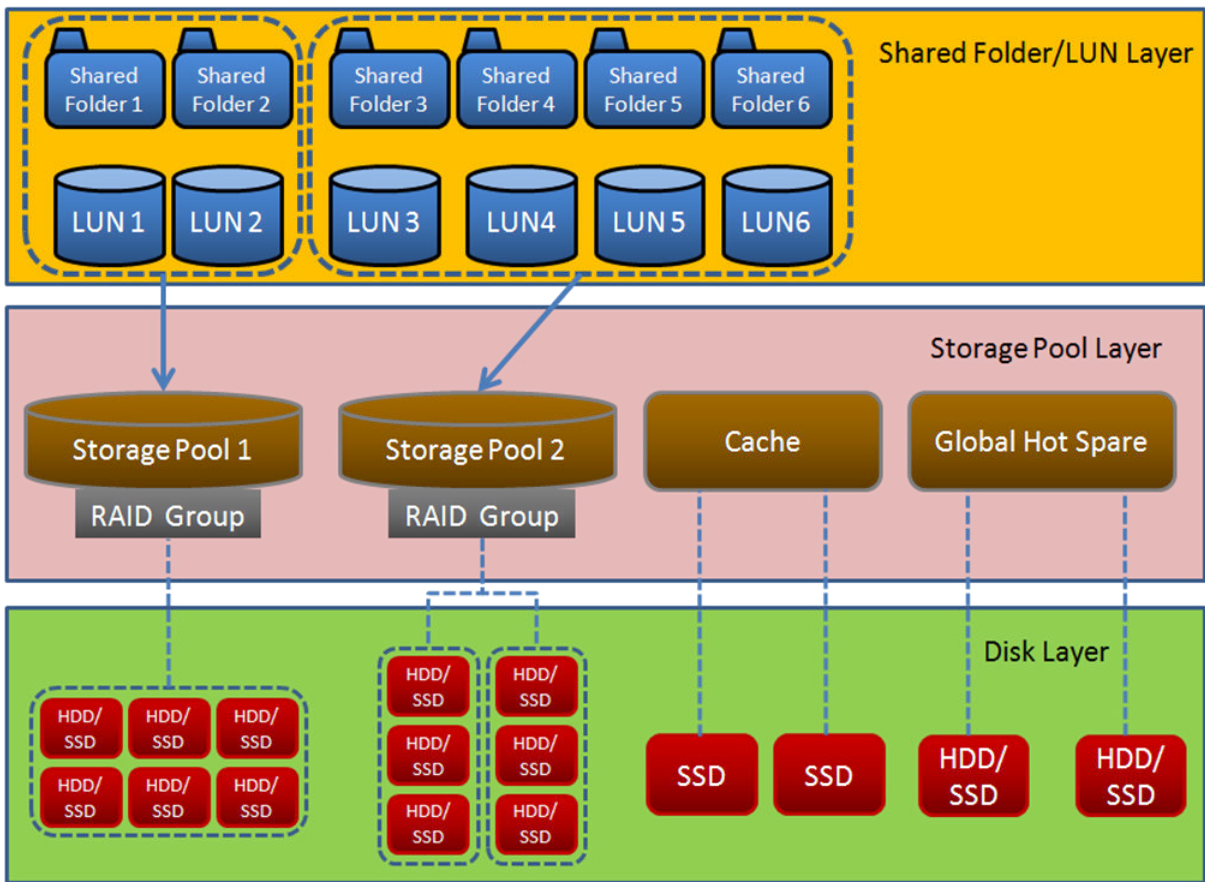 Shared Folder/LUN Layer
Shared
Folder 1
Shared
Folder 2
Shared
Folder 3
Shared
Folder 4
Shared
Folder 5
Shared
Folder 6
LUN 1
LUN 2
LUN 3
LUN4
LUN 5
LUN6
Storage Pool Layer
Storage Pool 1
RAID Group
Storage Pool 2
RAID Group
Cache
Global Hot Spare
Disk Layer
HDD/
SSD
HDD/
SSD
HDD/
SSD
HDD/
SSD
HDD/
SSD
HDD/
SSD
HDD/
SSD
HDD/
SSD
HDD/
SSD
HDD/
SSD
HDD/
SSD
HDD/
SSD
SSD
SSD
HDD/
SSD
HDD/
SSD